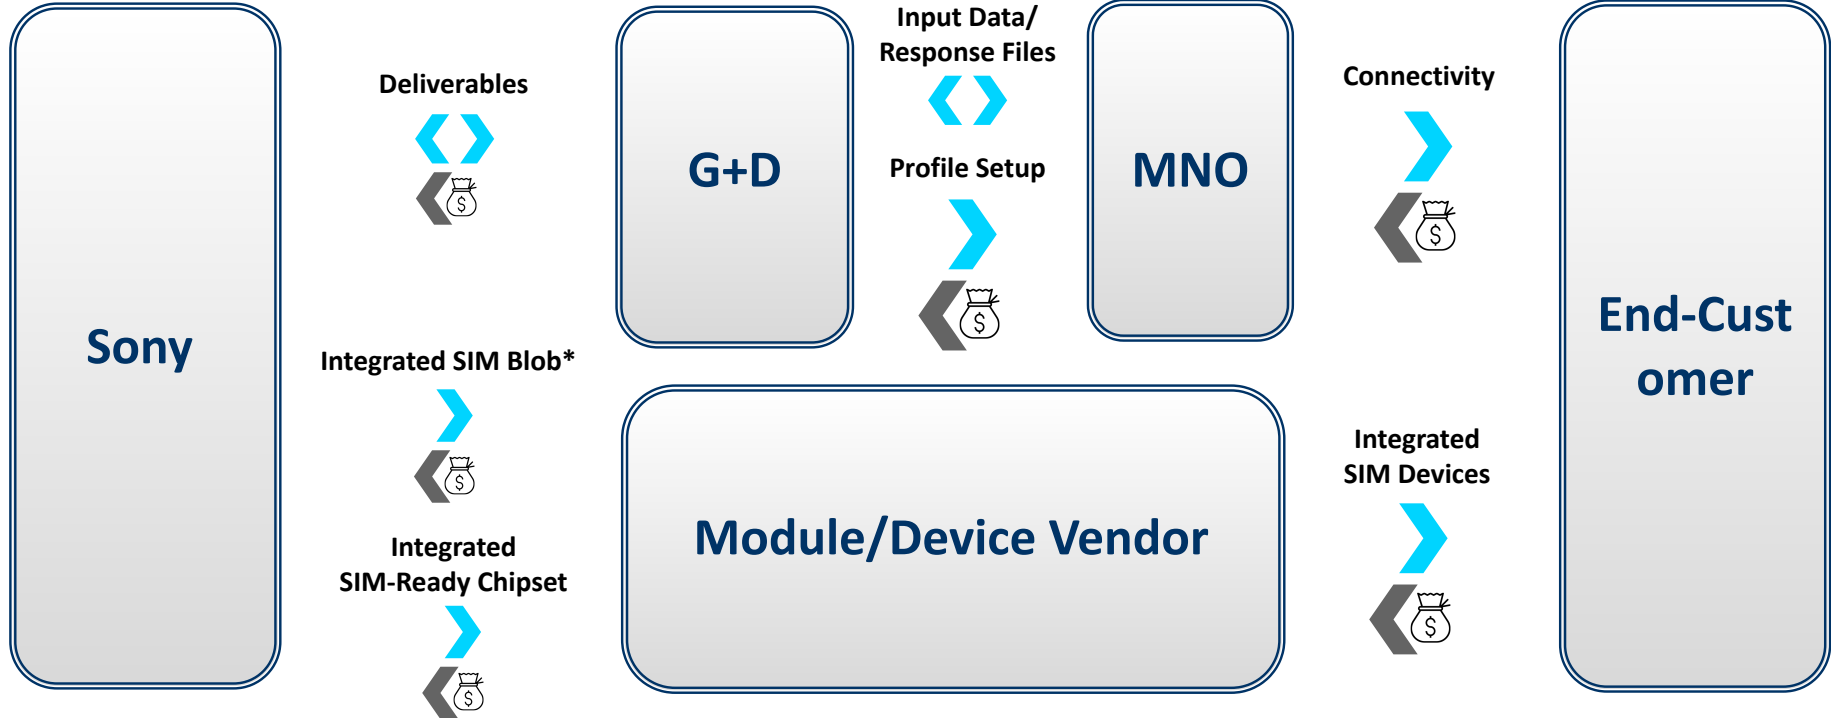 Sony
Deliverables
$
Integrated SIM Blob*
$
Integrated
SIM-Ready Chipset
$
G+D
Input Data/
Response Files
Profile Setup
$
MNO
Module/Device Vendor
Connectivity
$
Integrated
SIM Devices
$
End-Cust
omer